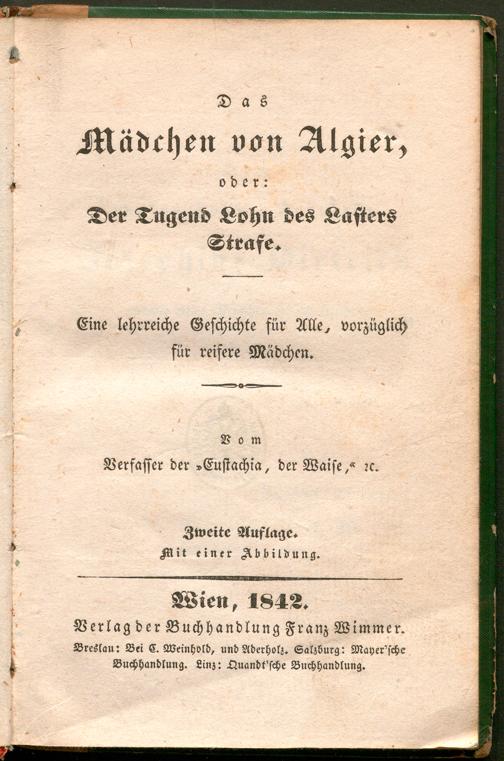 Das
Mädchen von Algier,
oder:
Der Tugend Lohn des Lasters
Strafe.
Eine lehrreiche Geschichte für Alle, vorzüglich
für reifere Mädchen.
Vom
Verfasser der »Eustachia, der Waise,“ ꝛc.
Zweite Auflage.
Mit einer Abbildung.
Wien, 1842.
Verlag der Buchhandlung Franz Wimmer.
Breslau: Bei C. Weinhold, und Aderholz. Salzburg: Mayer'sche
Buchhandlung. Linz: Quandt'sche Buchhandlung.